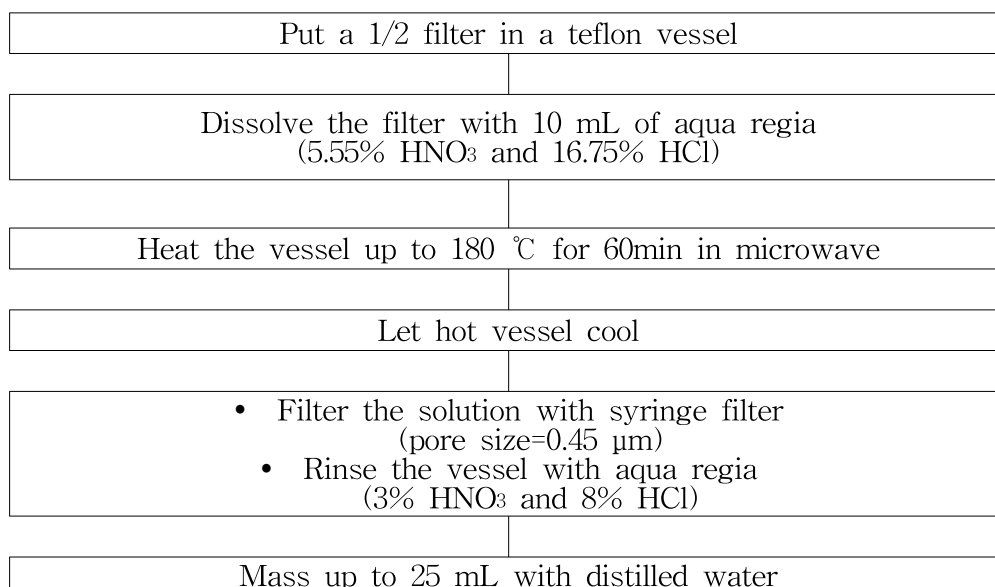 Put a 1/2 filter in a teflon vessel
Dissolve the filter with 10 mL of aqua regia
(5.55% HNO3 and 16.75% HCl)
Heat the vessel up to 180 ℃ for 60min in microwave
Let hot vessel cool
• Filter the solution with syringe filter
(pore size=0.45 μm)
• Rinse the vessel with aqua regia
(3% HNO3 and 8% HCl)
Mass up to 25 mL with distilled water